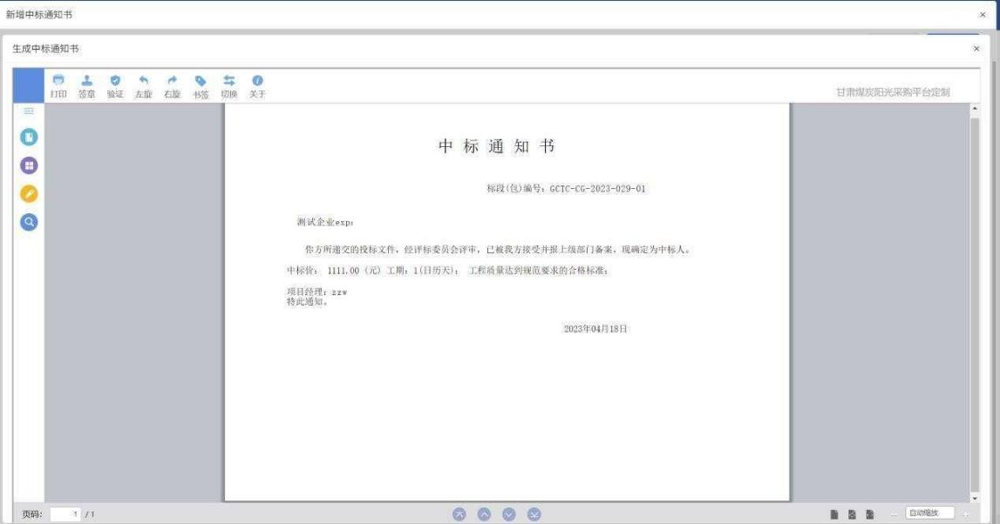 新增中标通知书
×
生成中标通知书
×
打印 签章 验证 左旋 右旋 书签 切换 关于
甘肃煤炭阳光采购平台定制
中标通知书
标段(包)编号：GCTC-CG-2023-029-01
测试企业exp：
你方所递交的投标文件，经评标委员会评审，已被我方接受并报上级部门备案，现确定为中标人。
中标价： 1111.00 (元) 工期：1(日历天)； 工程质量达到规范要求的合格标准；
项目经理：zzw
特此通知。
2023年04月18日
页码： 1 / 1
自动缩放